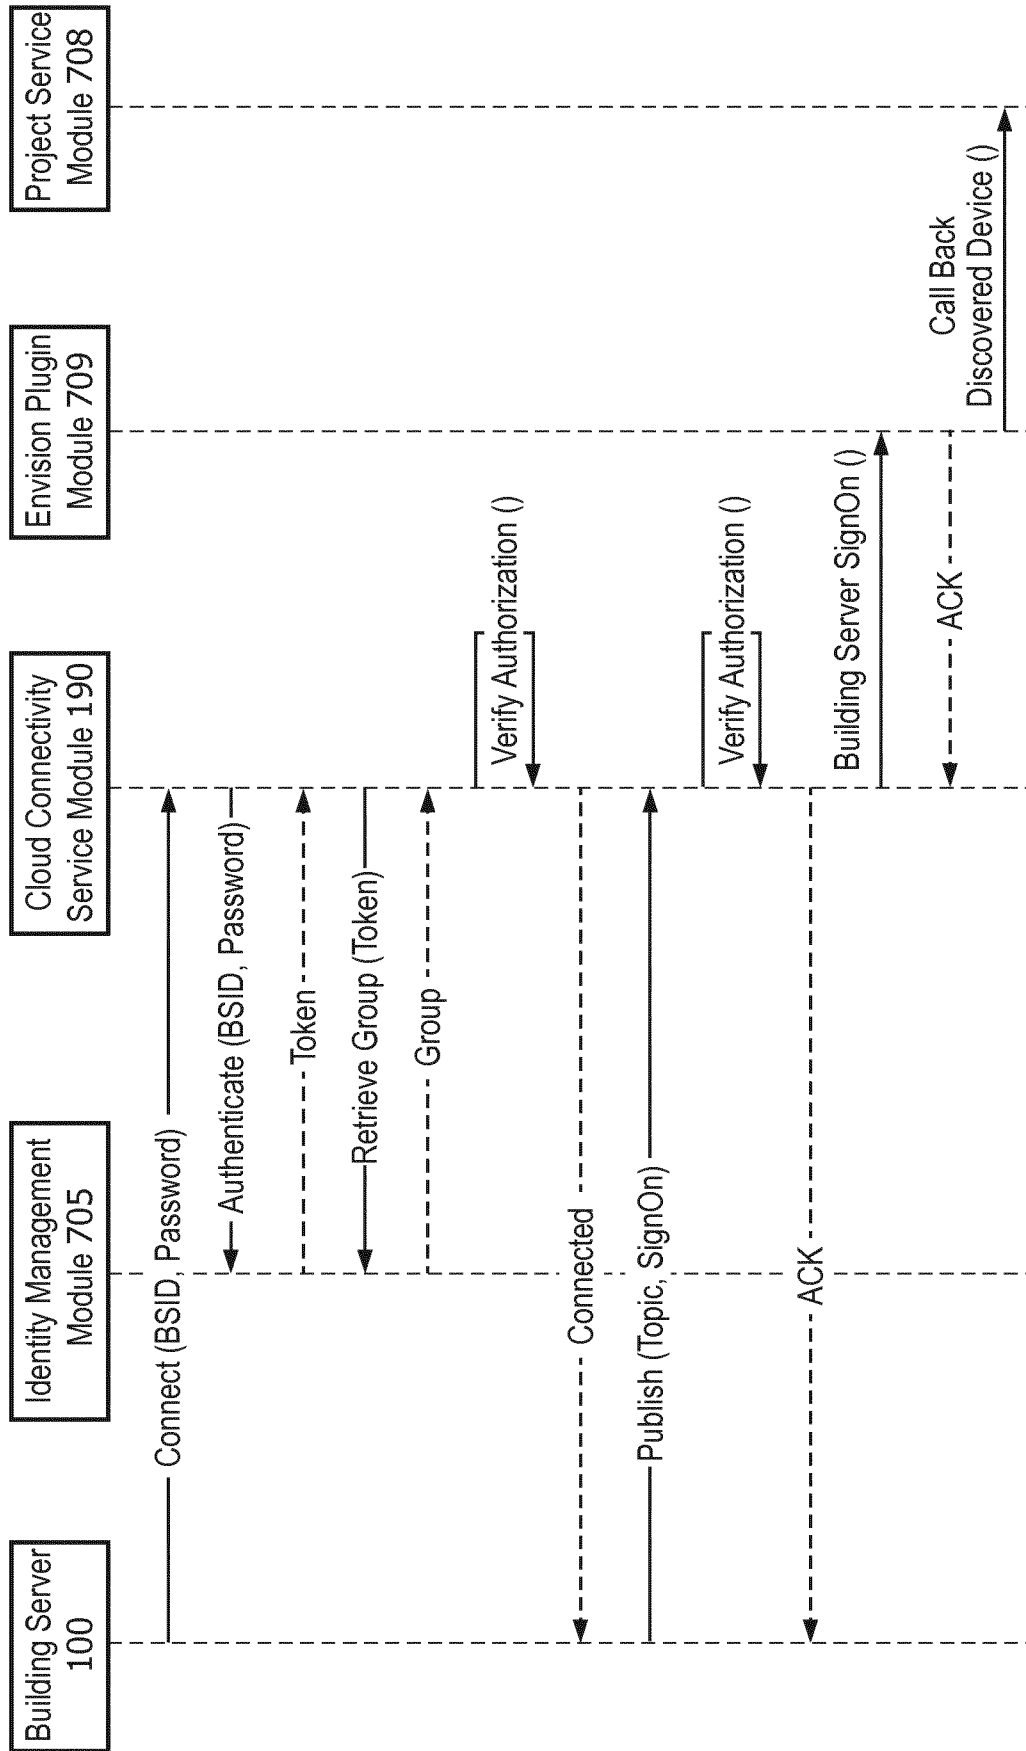 Building Server
100
Identity Management
Module 705
Cloud Connectivity
Service Module 190
Envision Plugin
Module 709
Project Service
Module 708
Connect (BSID, Password)
Authenticate (BSID, Password)
Token
Retrieve Group (Token)
Group
Verify Authorization ()
Connected
Publish (Topic, SignOn)
Verify Authorization ()
ACK
Building Server SignOn ()
ACK
Call Back
Discovered Device ()